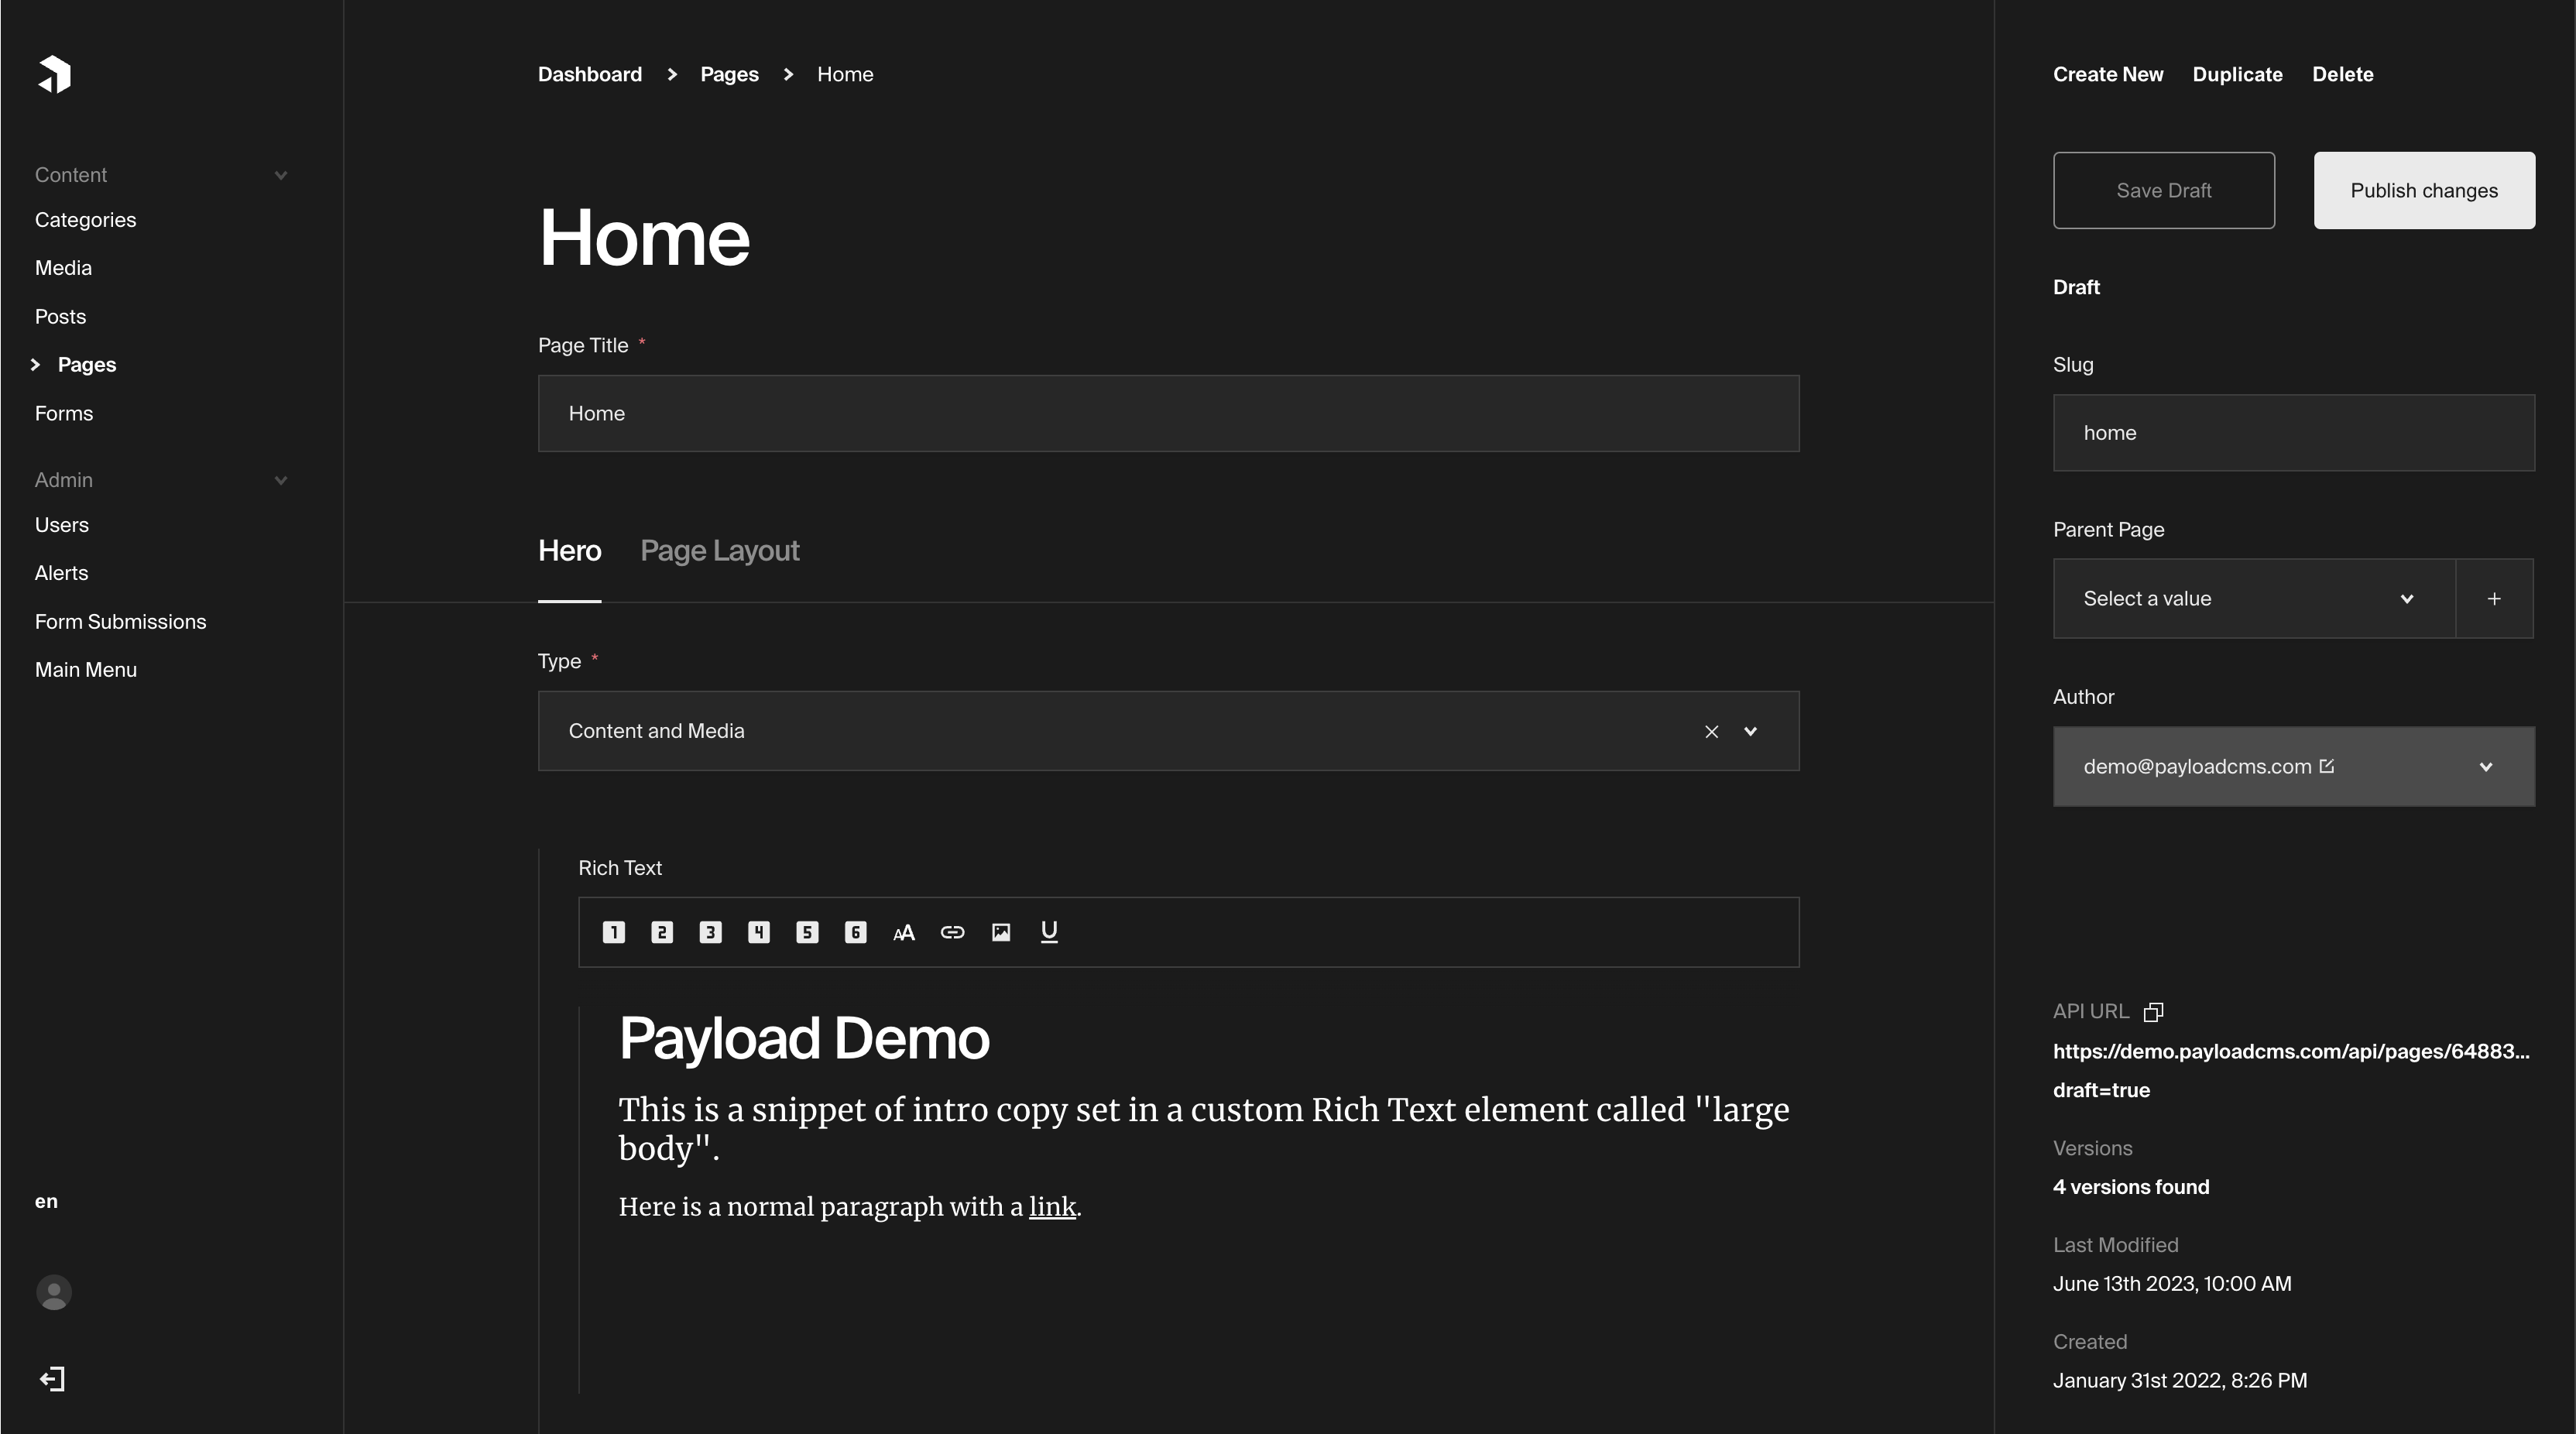 Content
Categories
Media
Posts
Pages
Forms
Admin
Users
Alerts
Form Submissions
Main Menu
en
Dashboard Pages Home
Home
Page Title *
Home
Hero Page Layout
Type *
Content and Media
Rich Text
1 2 3 4 5 6 AA U
Payload Demo
This is a snippet of intro copy set in a custom Rich Text element called "large
body".
Here is a normal paragraph with a link.
Create New Duplicate Delete
Save Draft Publish changes
Draft
Slug
home
Parent Page
Select a value
Author
demo@payloadcms.com
API URL
https://demo.payloadcms.com/api/pages/64883...
draft=true
Versions
4 versions found
Last Modified
June 13th 2023, 10:00 AM
Created
January 31st 2022, 8:26 PM